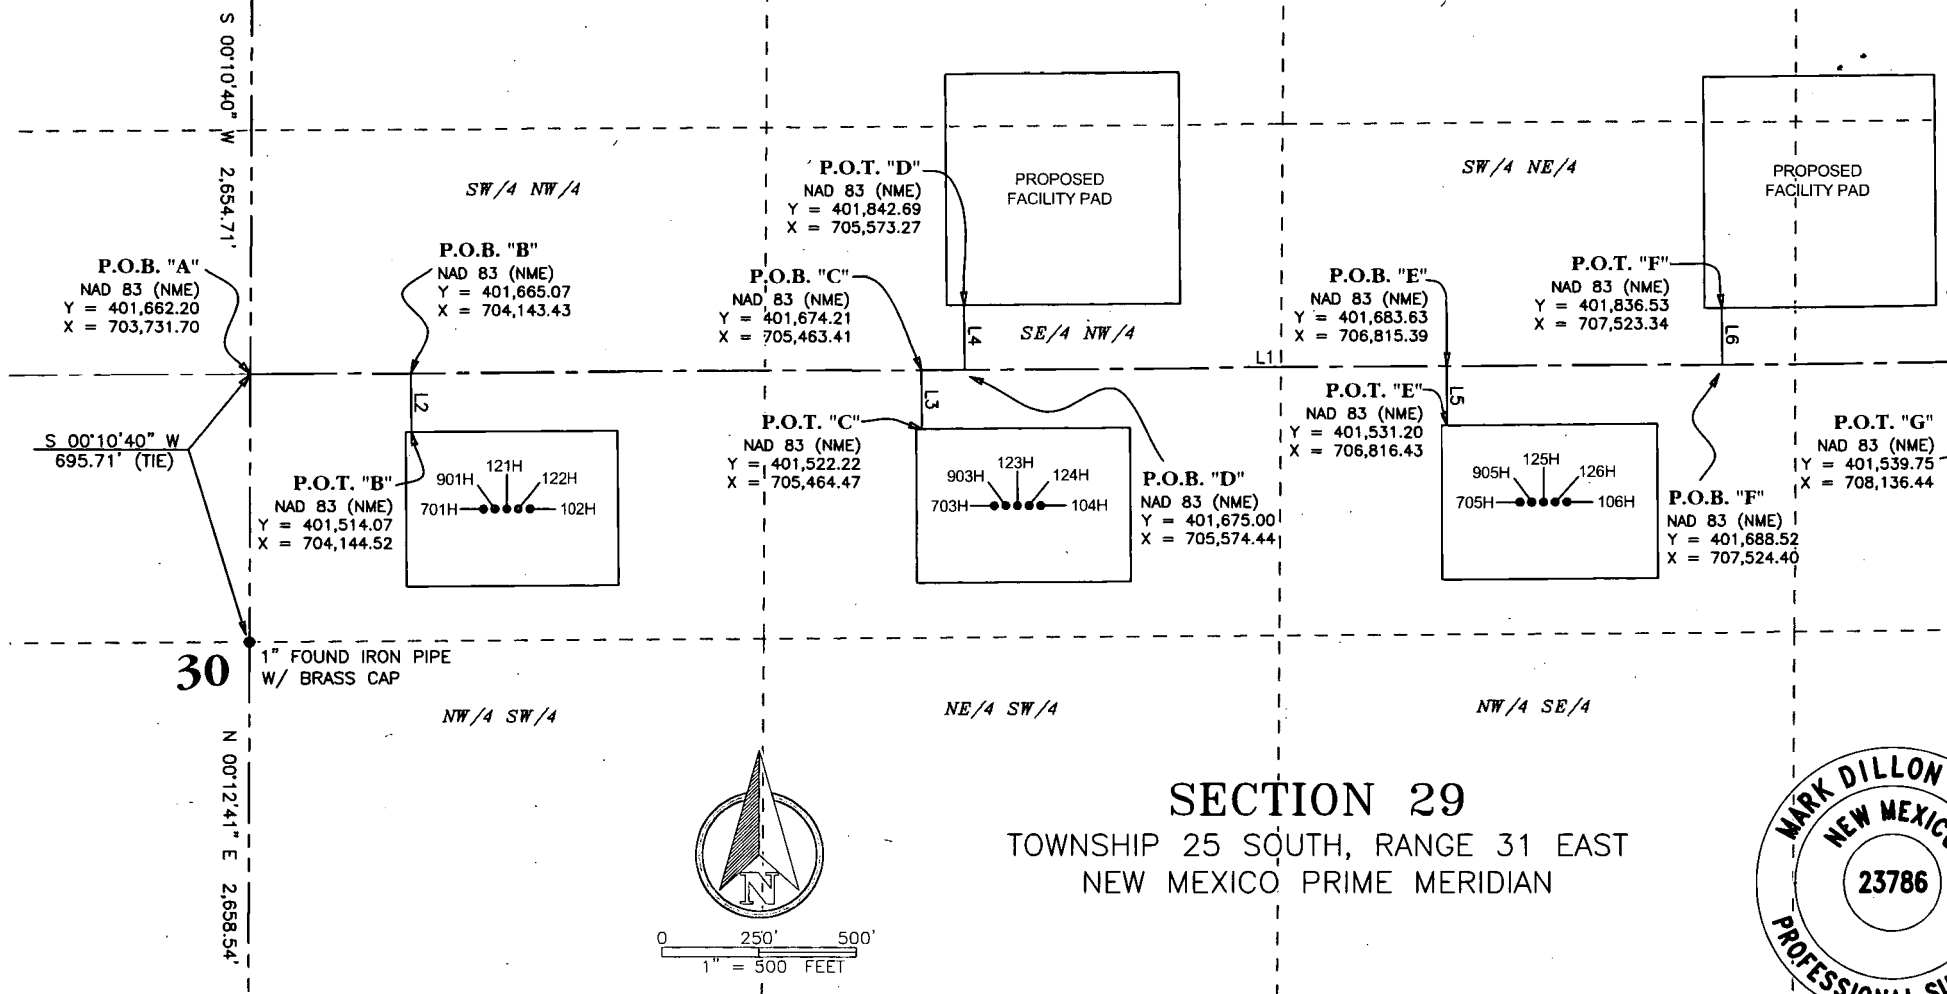 S 00°10'40" W 2,654.71'
SW/4 NW/4
P.O.T. "D"
NAD 83 (NME)
Y = 401,842.69
X = 705,573.27
PROPOSED
FACILITY PAD
SW/4 NE/4
PROPOSED
FACILITY PAD
P.O.B. "A"
NAD 83 (NME)
Y = 401,662.20
X = 703,731.70
P.O.B. "B"
NAD 83 (NME)
Y = 401,665.07
X = 704,143.43
P.O.B. "C"
NAD 83 (NME)
Y = 401,674.21
X = 705,463.41
L4
SE/4 NW/4
L1
P.O.B. "E"
NAD 83 (NME)
Y = 401,683.63
X = 706,815.39
P.O.T. "F"
NAD 83 (NME)
Y = 401,836.53
X = 707,523.34
L6
S 00°10'40" W
695.71' (TIE)
L2
P.O.T. "B"
NAD 83 (NME)
Y = 401,514.07
X = 704,144.52
901H
121H
122H
701H
102H
L3
P.O.T. "C"
NAD 83 (NME)
Y = 401,522.22
X = 705,464.47
903H
123H
124H
703H
104H
P.O.B. "D"
NAD 83 (NME)
Y = 401,675.00
X = 705,574.44
L5
P.O.T. "E"
NAD 83 (NME)
Y = 401,531.20
X = 706,816.43
905H
125H
126H
705H
106H
P.O.B. "F"
NAD 83 (NME)
Y = 401,688.52
X = 707,524.40
P.O.T. "G"
NAD 83 (NME)
Y = 401,539.75
X = 708,136.44
30
1" FOUND IRON PIPE
W/ BRASS CAP
NW/4 SW/4
NE/4 SW/4
NW/4 SE/4
N 00°12'41" E 2,658.54'
N
0 250' 500'
1" = 500 FEET
SECTION 29
TOWNSHIP 25 SOUTH, RANGE 31 EAST
NEW MEXICO PRIME MERIDIAN
MARK DILLON
NEW MEXICO
23786
PROFESSIONAL